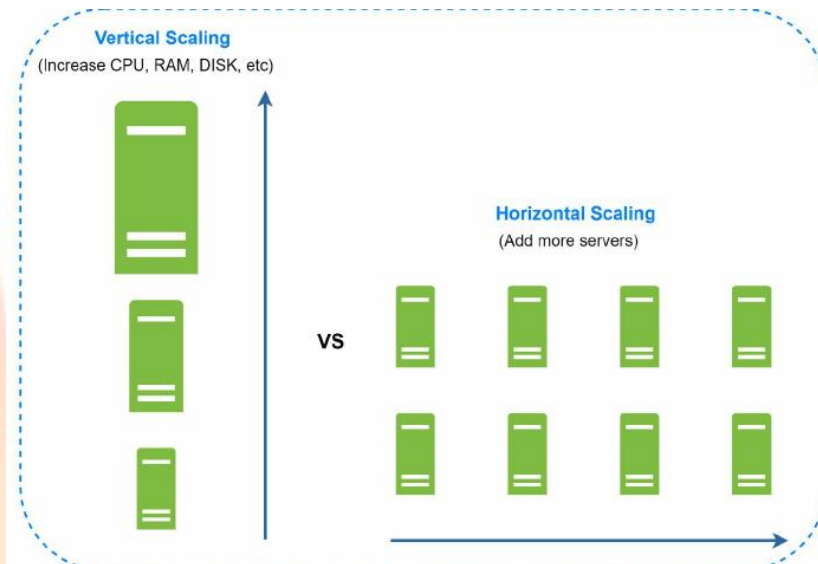 Vertical Scaling
(Increase CPU, RAM, DISK, etc)
Horizontal Scaling
(Add more servers)
VS